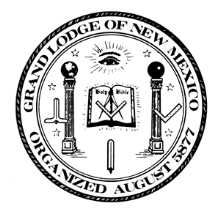 GRAND LODGE OF NEW MEXICO
Holy Bible
ORGANIZED AUGUST 5877